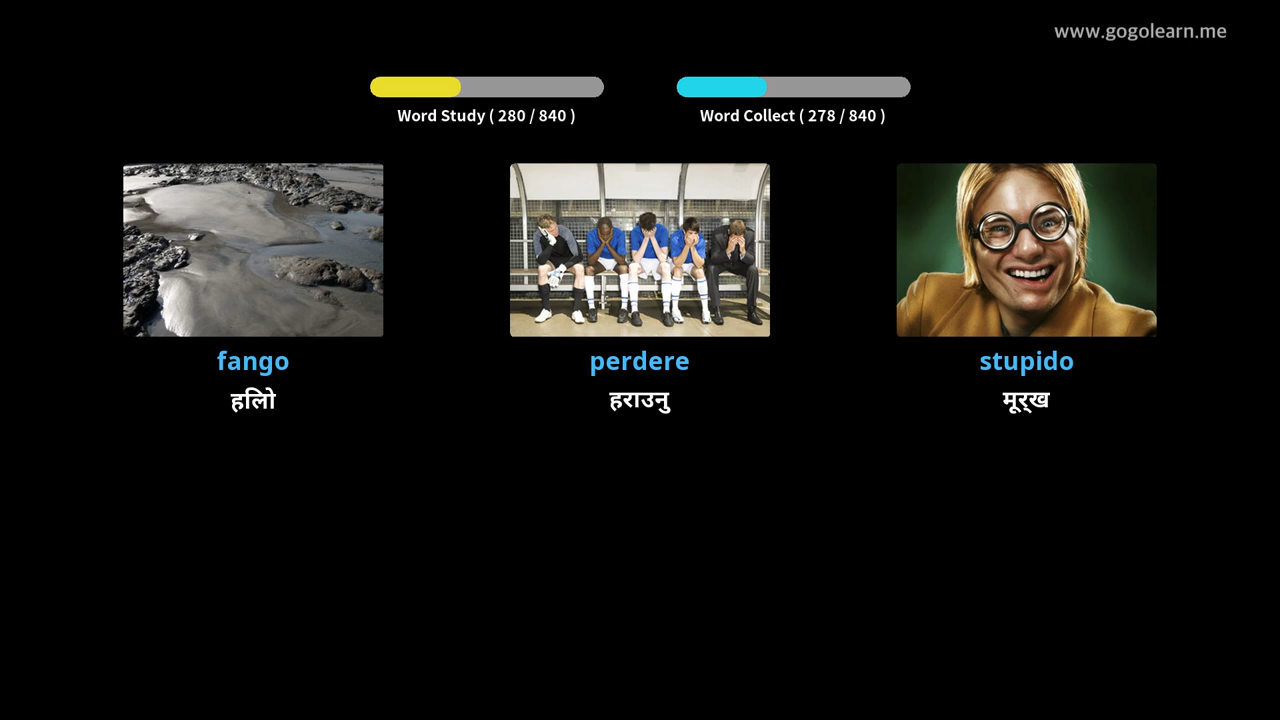 www.gogolearn.me
Word Study ( 280 / 840 )
Word Collect ( 278 / 840 )
fango
perdere
stupido
हिलो
हराउनु
मूर्ख